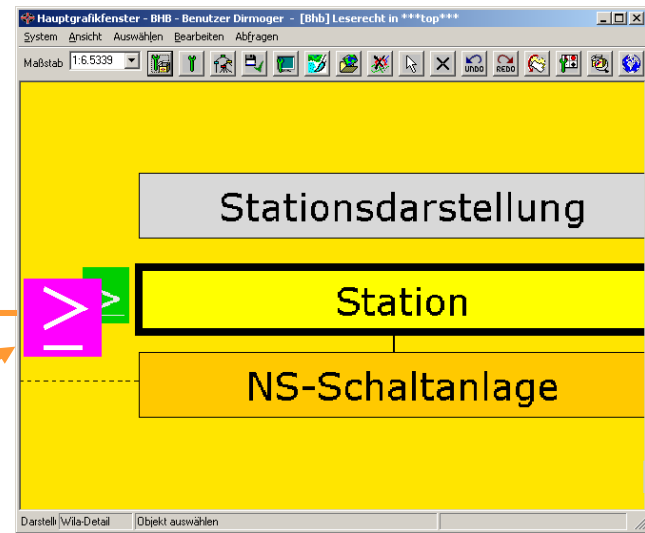 Hauptgrafikfenster - BHB - Benutzer Dirmoger - [Bhb] Leserecht in ***top***
System Ansicht Auswählen Bearbeiten Abfragen
Maßstab 1:6.5339 UNDO REDO
Stationsdarstellung
> Station
>
NS-Schaltanlage
Darstell Wila-Detail Objekt auswählen